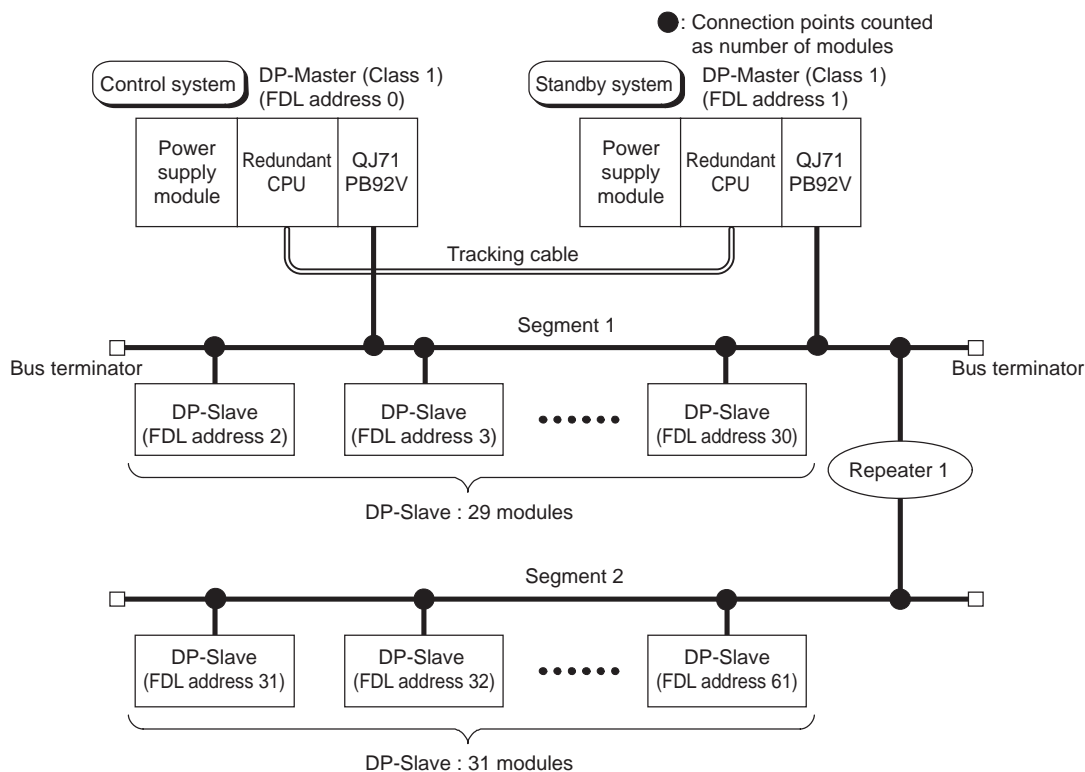 ●: Connection points counted
as number of modules
Control system
DP-Master (Class 1)
(FDL address 0)
Standby system
DP-Master (Class 1)
(FDL address 1)
Power
supply
module
Redundant
CPU
QJ71
PB92V
Power
supply
module
Redundant
CPU
QJ71
PB92V
Tracking cable
Segment 1
Bus terminator
Bus terminator
DP-Slave
(FDL address 2)
DP-Slave
(FDL address 3)
DP-Slave
(FDL address 30)
Repeater 1
DP-Slave : 29 modules
Segment 2
DP-Slave
(FDL address 31)
DP-Slave
(FDL address 32)
DP-Slave
(FDL address 61)
DP-Slave : 31 modules